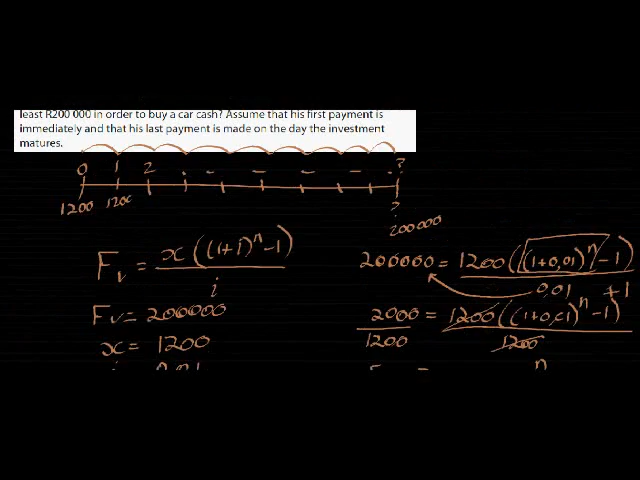 least R200 000 in order to buy a car cash? Assume that his first payment is
immediately and that his last payment is made on the day the investment
matures.
0 1 2 . - - - - . ?
1200 1200 ? 200000
Fv = x((1+i)^n - 1) / i
200000 = 1200((1+0,01)^n - 1) / 0,01 +1
Fv = 200000
2000 / 1200 = 1200((1+0,01)^n - 1) / 1200
x = 1200